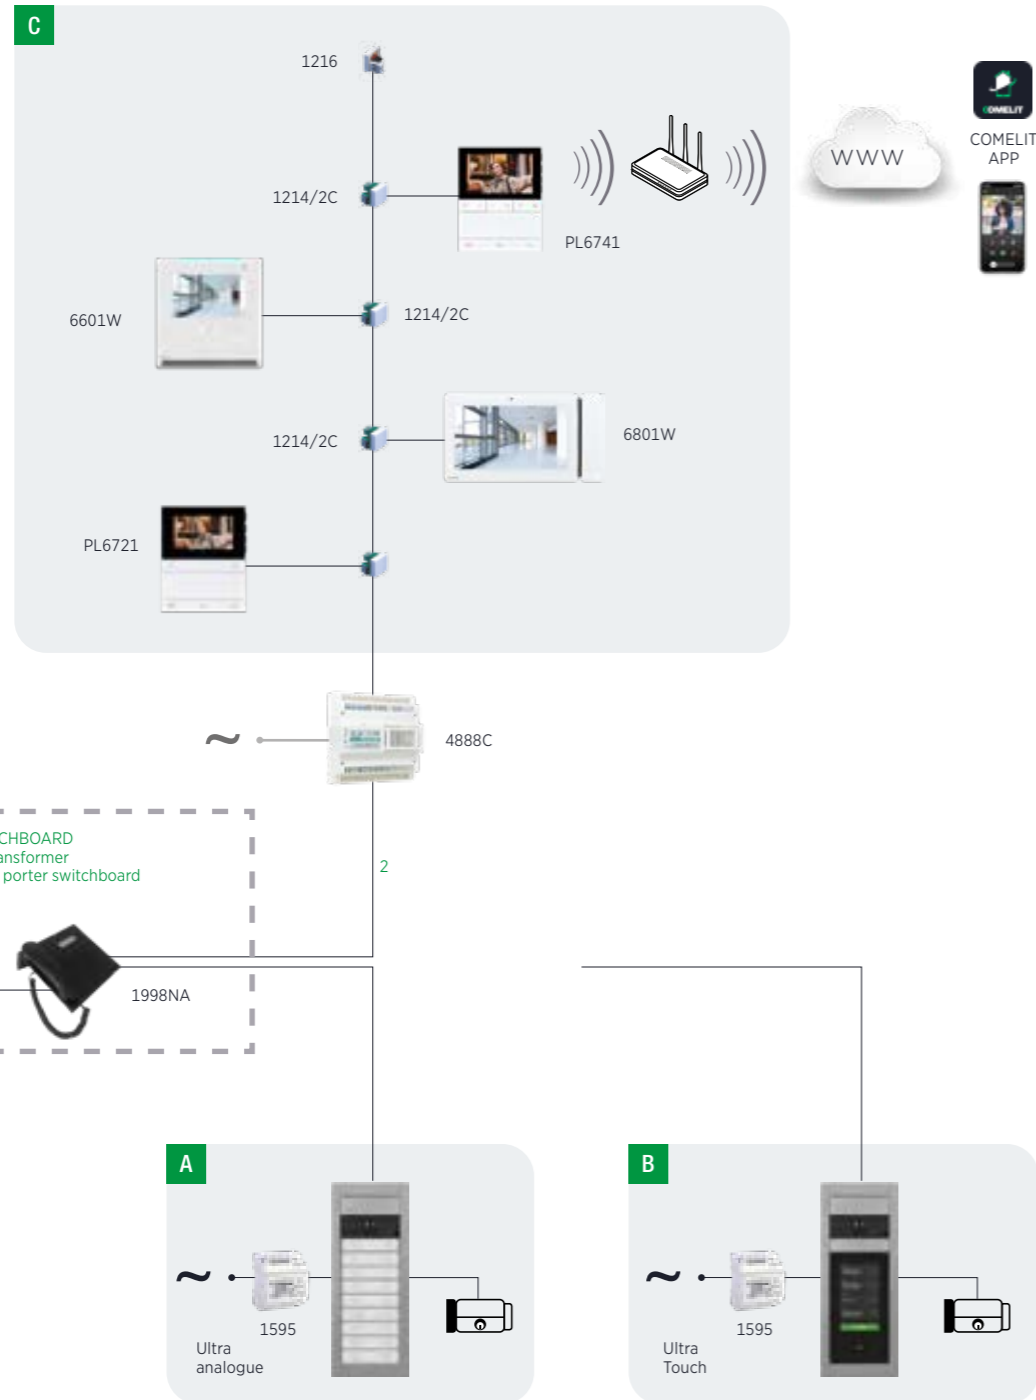 C
1216
COMELIT
COMELIT
APP
WWW
1214/2C
PL6741
6601W
1214/2C
1214/2C
6801W
PL6721
4888C
CHBOARD
ansformer
porter switchboard
2
1998NA
A
1595
Ultra
analogue
B
1595
Ultra
Touch